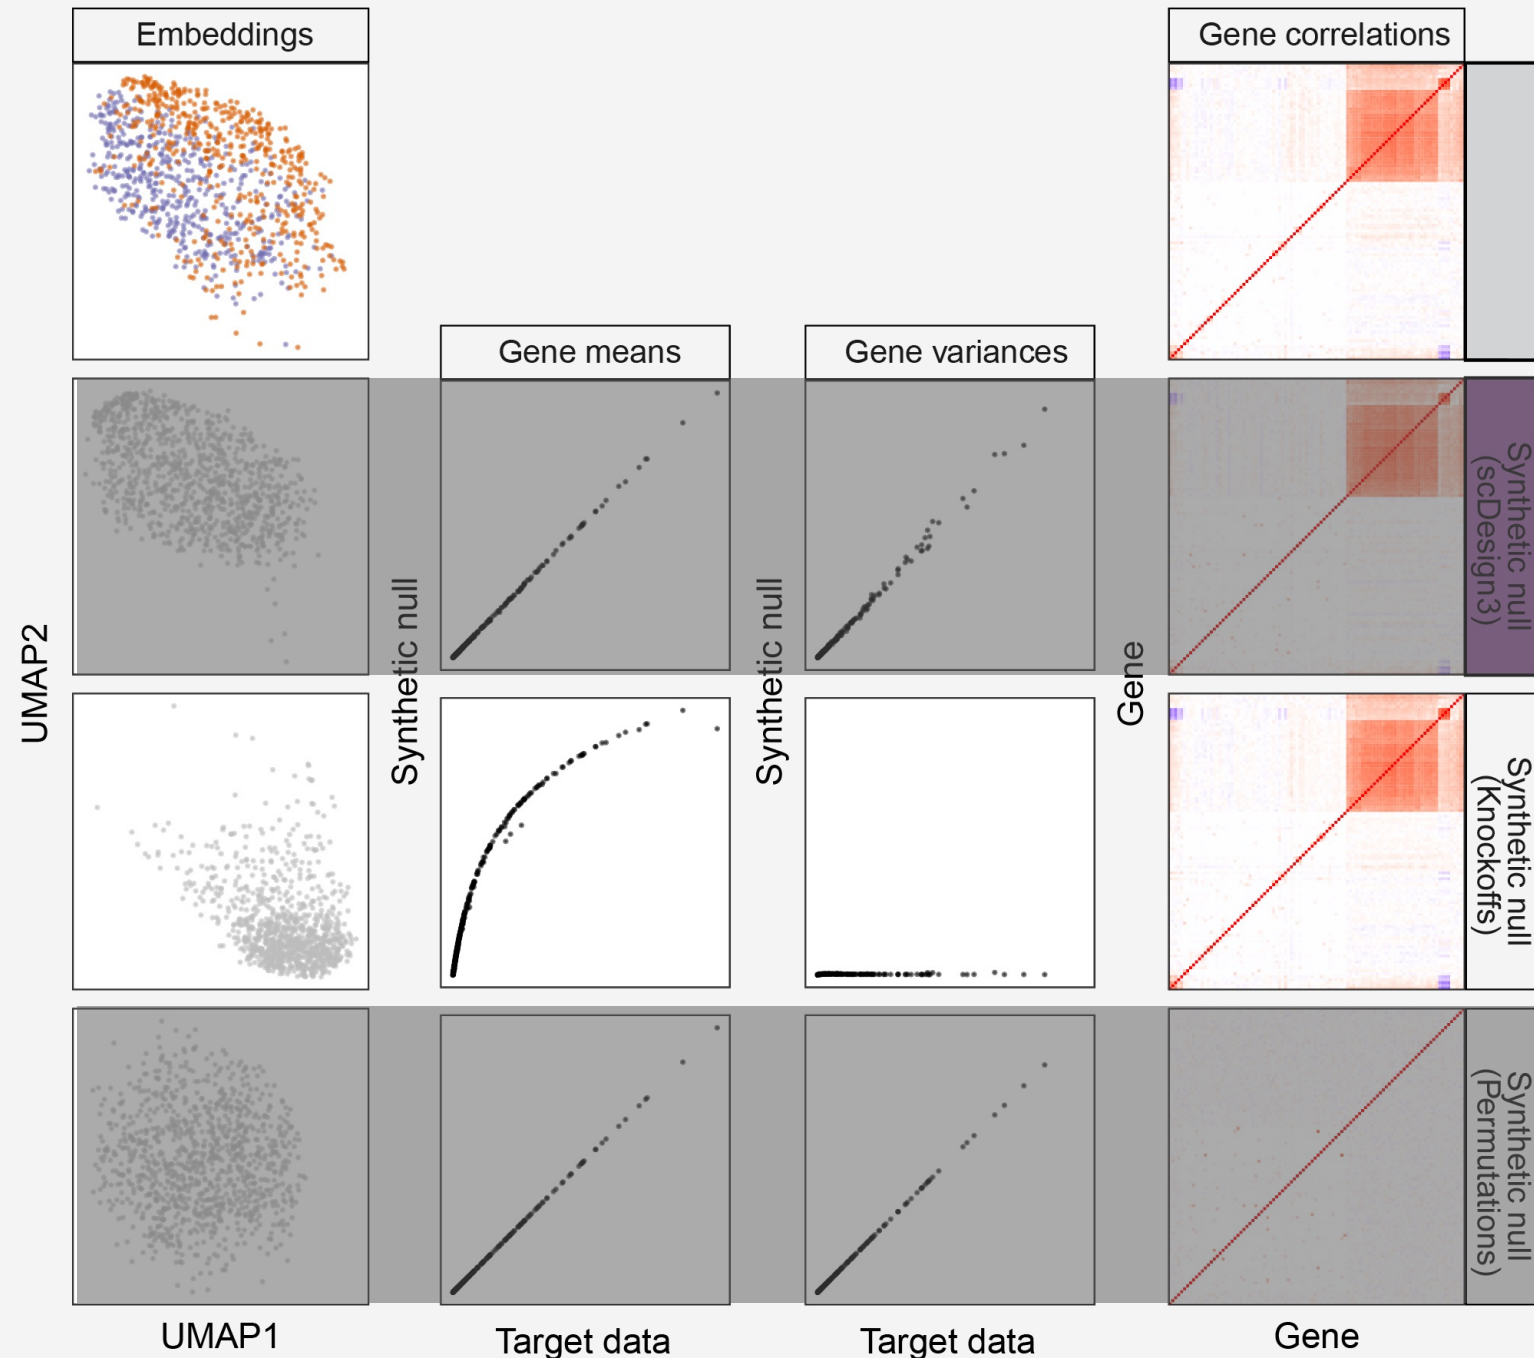 Embeddings
Gene correlations
Gene means
Gene variances
Synthetic null
(scDesign3)
UMAP2
Synthetic null
Synthetic null
Gene
Synthetic null
(Knockoffs)
Synthetic null
(Permutations)
UMAP1
Target data
Target data
Gene